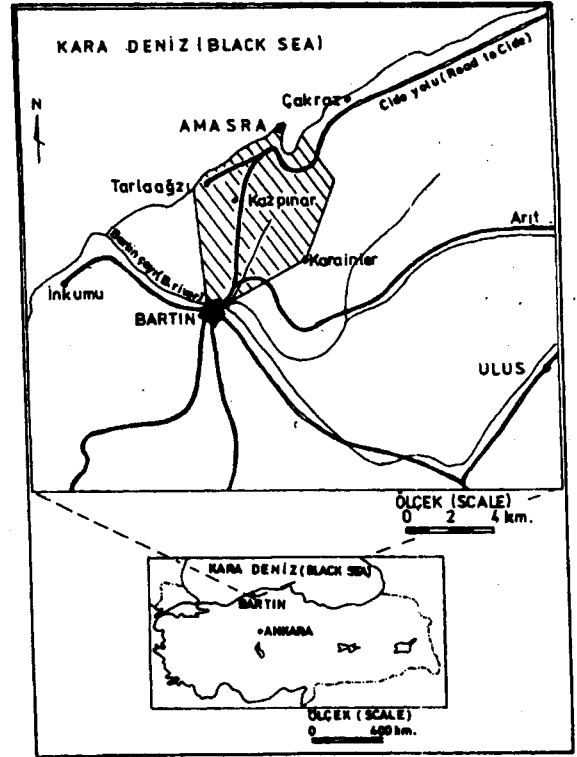 KARA DENİZ (BLACK SEA)
N
Çakraz
Cide yolu (Road to Cide)
AMASRA
Tarlaağzı
Kazpınar
Arıt
Bartın çayı (B. river)
Karainler
İnkumu
BARTIN
ULUS
ÖLÇEK (SCALE)
0 2 4 km.
KARA DENİZ (BLACK SEA)
BARTIN
ANKARA
ÖLÇEK (SCALE)
0 400 km.